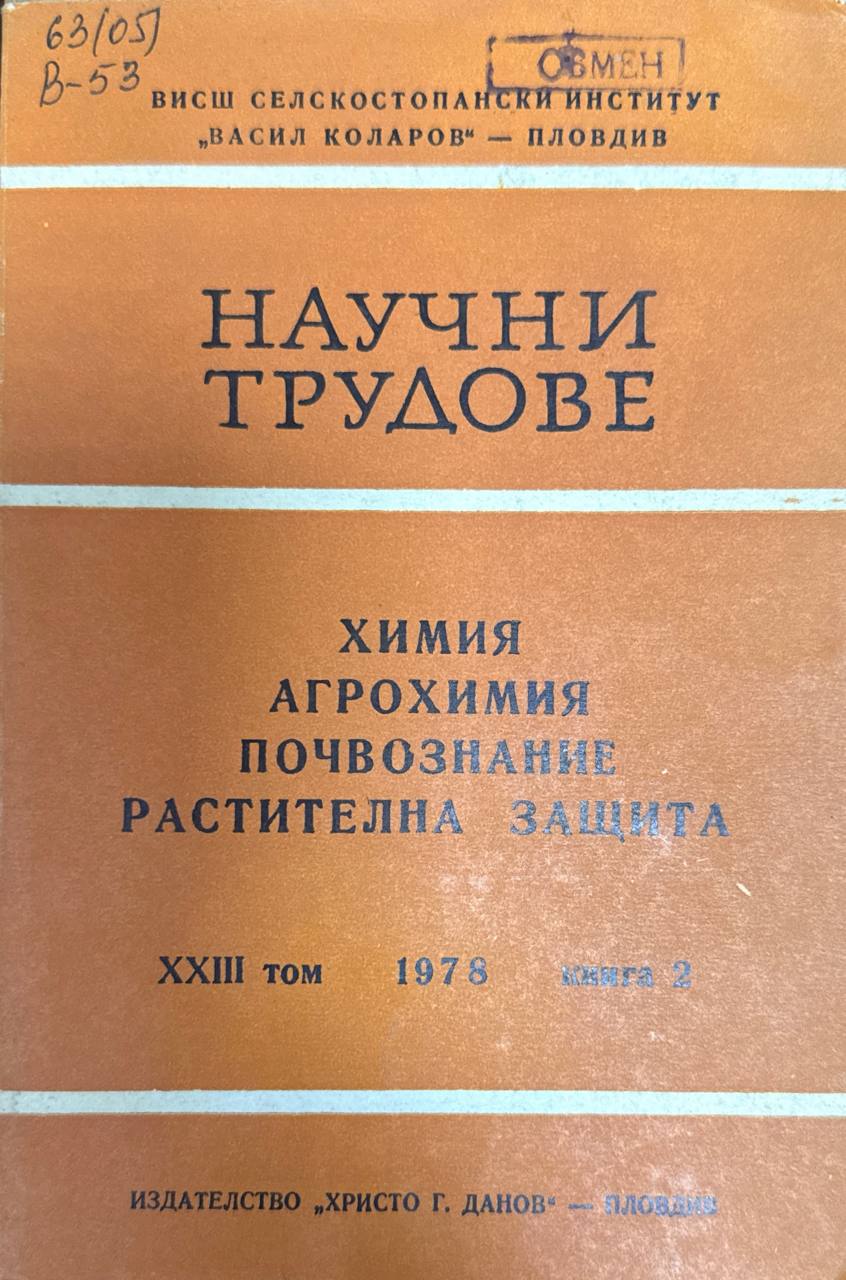 63(05)
В-53
ОБМЕН
ВИСШ СЕЛСКОСТОПАНСКИ ИНСТИТУТ
„ВАСИЛ КОЛАРОВ“ — ПЛОВДИВ
НАУЧНИ
ТРУДОВЕ
ХИМИЯ
АГРОХИМИЯ
ПОЧВОЗНАНИЕ
РАСТИТЕЛНА ЗАЩИТА
XXIII том 1978 книга 2
ИЗДАТЕЛСТВО „ХРИСТО Г. ДАНОВ“ — ПЛОВДИВ